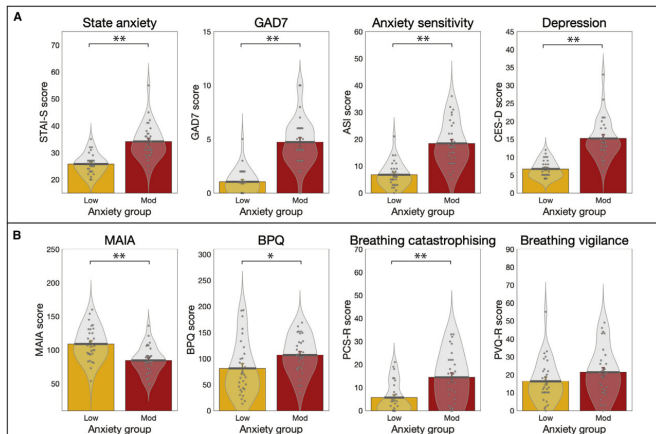 A
State anxiety
GAD7
Anxiety sensitivity
Depression
**
**
**
**
STAI-S score
GAD7 score
ASI score
CES-D score
70
60
50
40
30
20
15
10
5
0
60
50
40
30
20
10
0
45
40
35
30
25
20
15
10
5
0
Low Mod
Low Mod
Low Mod
Low Mod
Anxiety group
Anxiety group
Anxiety group
Anxiety group
B
MAIA
BPQ
Breathing catastrophising
Breathing vigilance
**
*
**
MAIA score
BPQ score
PCS-R score
PVQ-R score
250
200
150
100
50
300
250
200
150
100
50
0
80
70
60
50
40
30
20
10
0
90
80
70
60
50
40
30
20
10
0
Low Mod
Low Mod
Low Mod
Low Mod
Anxiety group
Anxiety group
Anxiety group
Anxiety group